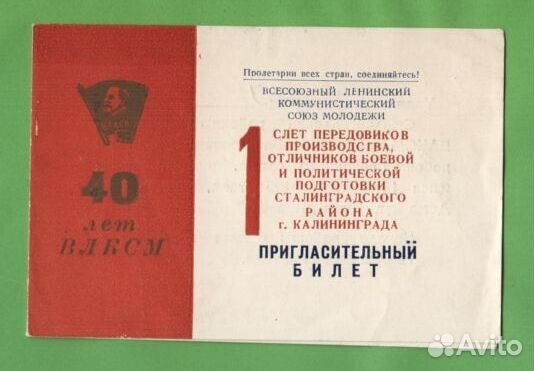 ВЛКСМ
40
лет
ВЛКСМ
Пролетарии всех стран, соединяйтесь!
ВСЕСОЮЗНЫЙ ЛЕНИНСКИЙ
КОММУНИСТИЧЕСКИЙ
СОЮЗ МОЛОДЕЖИ
1 СЛЕТ ПЕРЕДОВИКОВ
ПРОИЗВОДСТВА,
ОТЛИЧНИКОВ БОЕВОЙ
И ПОЛИТИЧЕСКОЙ
ПОДГОТОВКИ
СТАЛИНГРАДСКОГО
РАЙОНА
г. КАЛИНИНГРАДА
ПРИГЛАСИТЕЛЬНЫЙ
БИЛЕТ
Avito